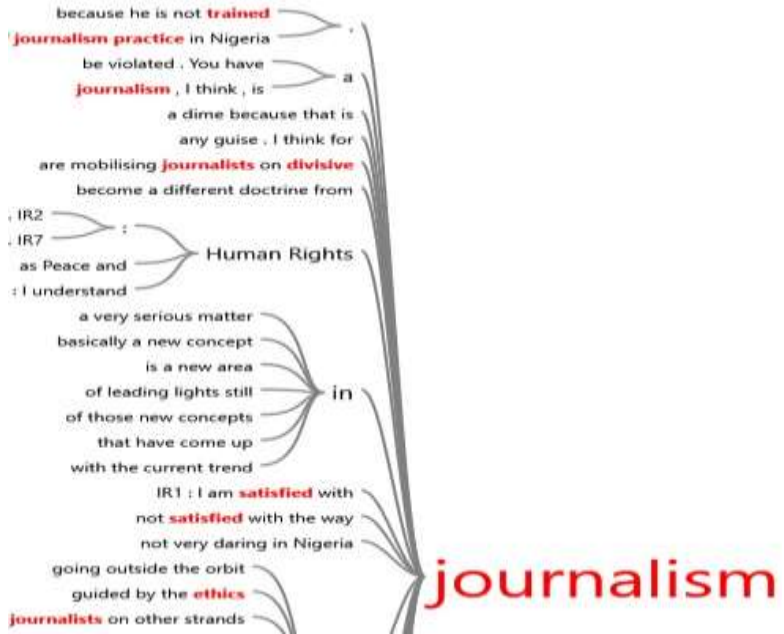 because he is not trained
journalism practice in Nigeria
,
be violated . You have
journalism , I think , is
a
a dime because that is
any guise . I think for
are mobilising journalists on divisive
become a different doctrine from
. IR2
. IR7
:
as Peace and
: I understand
Human Rights
a very serious matter
basically a new concept
is a new area
of leading lights still
of those new concepts
that have come up
with the current trend
in
IR1 : I am satisfied with
not satisfied with the way
not very daring in Nigeria
going outside the orbit
guided by the ethics
journalists on other strands
journalism